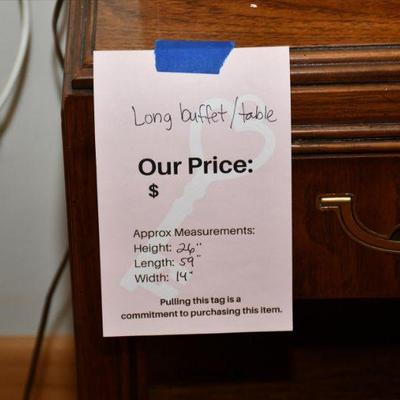 Long buffet/table
Our Price:
$
Approx Measurements:
Height: 26"
Length: 59"
Width: 14"
Pulling this tag is a
commitment to purchasing this item.